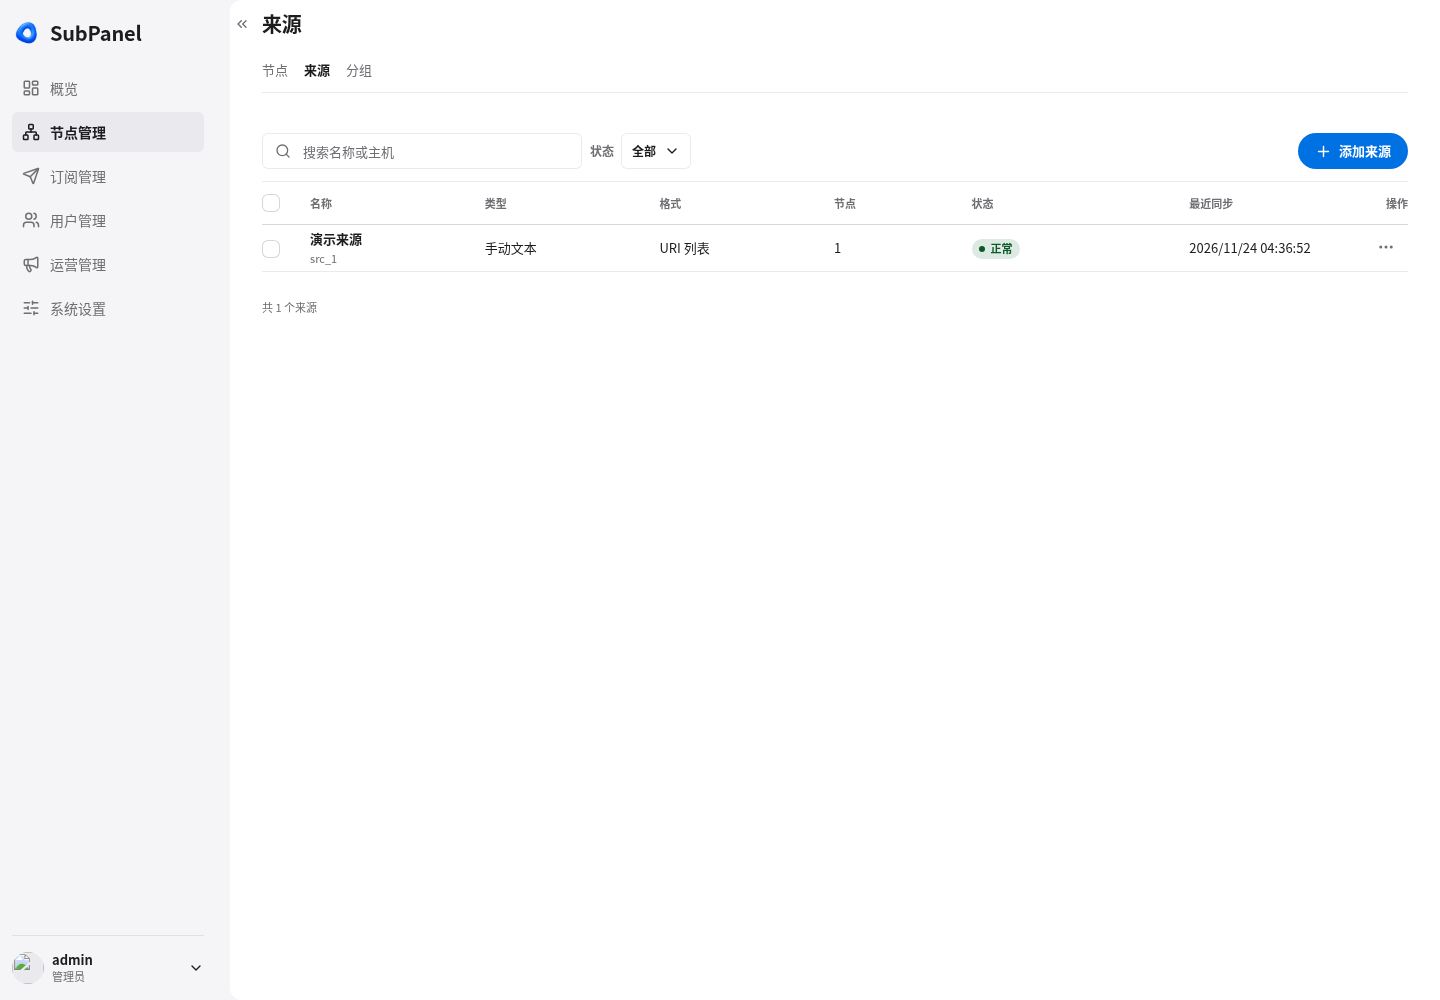 SubPanel
概览
节点管理
订阅管理
用户管理
运营管理
系统设置
admin
管理员
来源
节点 来源 分组
搜索名称或主机 状态 全部 添加来源
名称 类型 格式 节点 状态 最近同步 操作
演示来源 手动文本 URI 列表 1 正常 2026/11/24 04:36:52
src_1
共 1 个来源